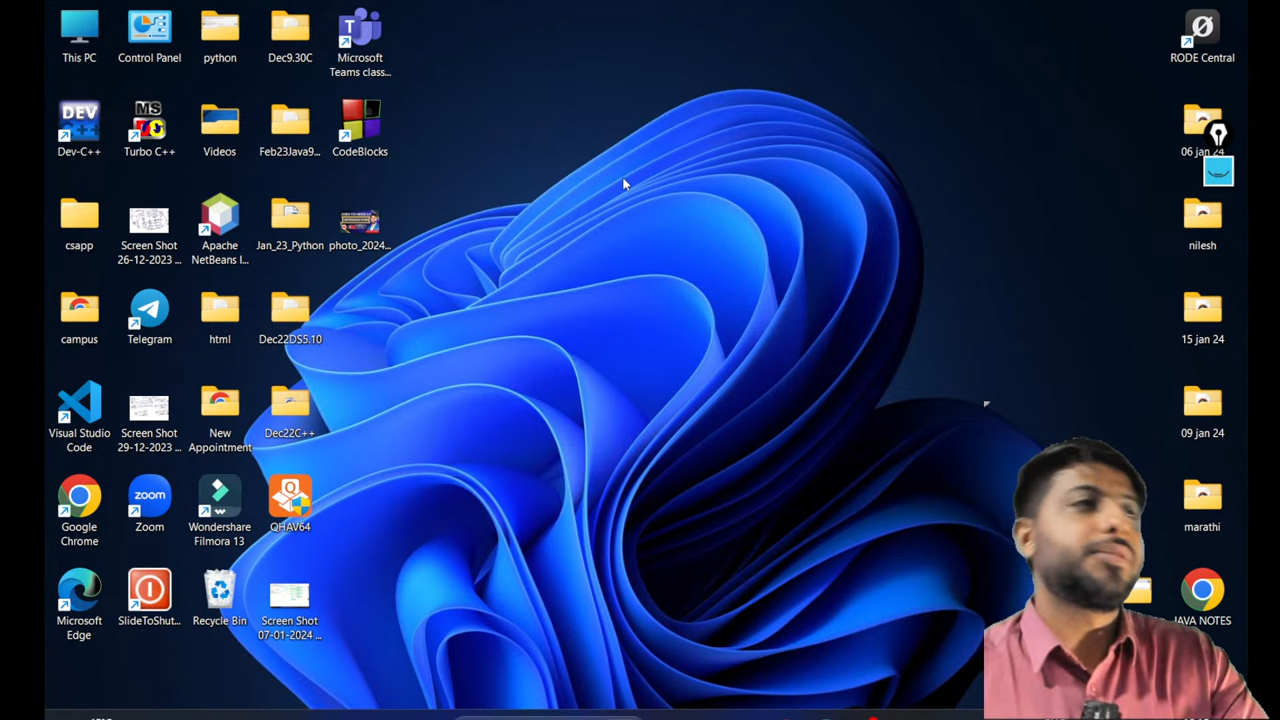 This PC
Control Panel
python
Dec9.30C
Microsoft
Teams class...
RODE Central
DEV
C++
MS
Dev-C++
Turbo C++
Videos
Feb23Java9...
CodeBlocks
06 jan 24
csapp
Screen Shot
26-12-2023 ...
Apache
NetBeans I...
Jan_23_Python
photo_2024...
nilesh
campus
Telegram
html
Dec22DS5.10
15 jan 24
Visual Studio
Code
Screen Shot
29-12-2023 ...
New
Appointment
Dec22C++
09 jan 24
zoom
Google
Chrome
Zoom
Wondershare
Filmora 13
QHAV64
marathi
Microsoft
Edge
SlideToShut...
Recycle Bin
Screen Shot
07-01-2024 ...
JAVA NOTES